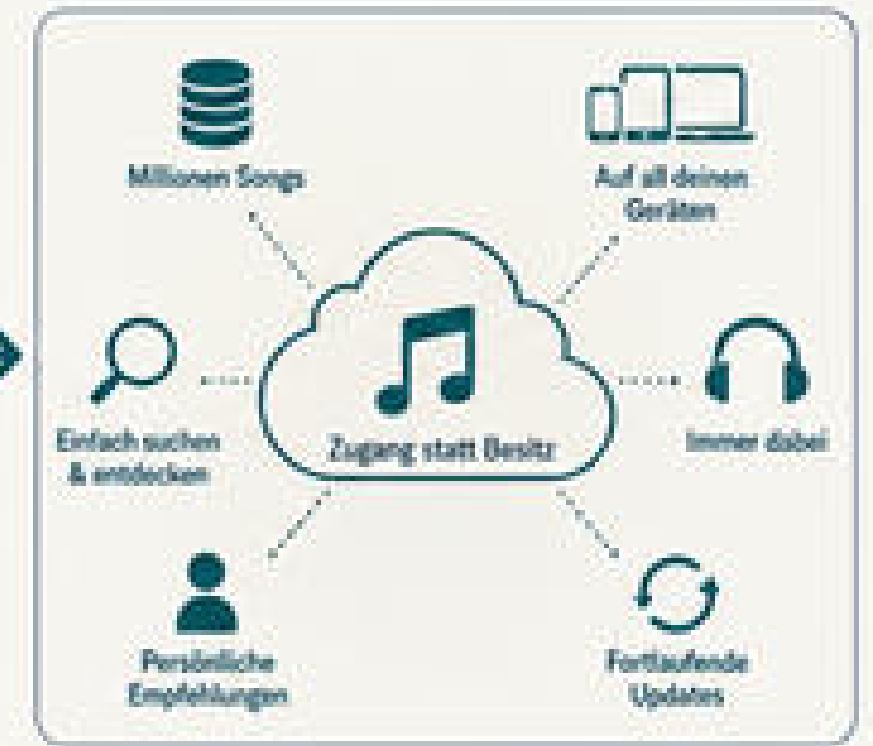 Millionen Songs
Auf all deinen
Geräten
Zugang statt Besitz
Einfach suchen
& entdecken
Immer dabei
Persönliche
Empfehlungen
Fortlaufende
Updates